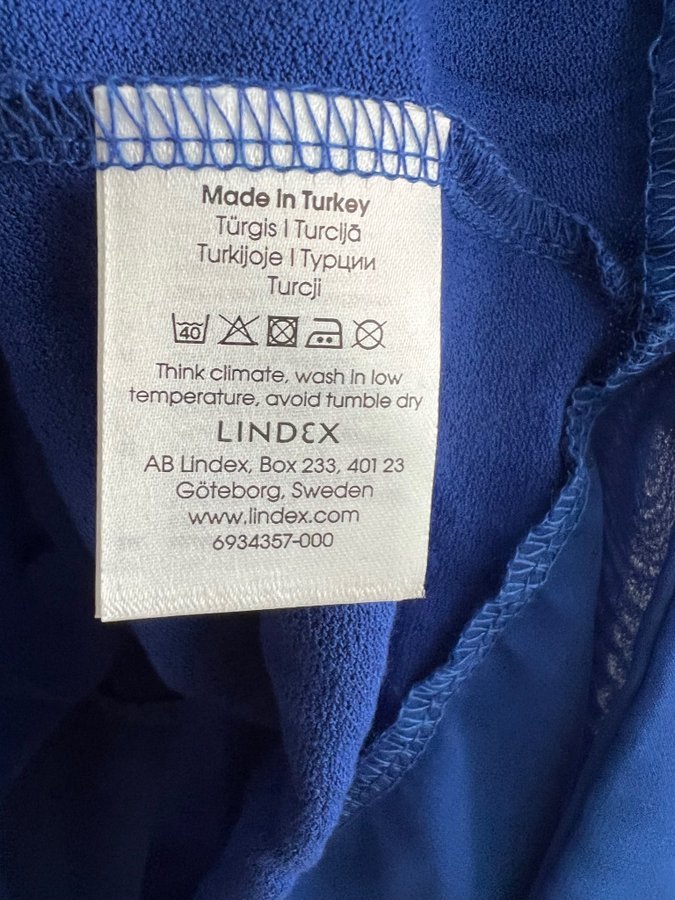 Made in Turkey
Türgis | Turcijā
Turkijoje | Турции
Turcji
40
Think climate, wash in low
temperature, avoid tumble dry
LINDEX
AB Lindex, Box 233, 401 23
Göteborg, Sweden
www.lindex.com
6934357-000